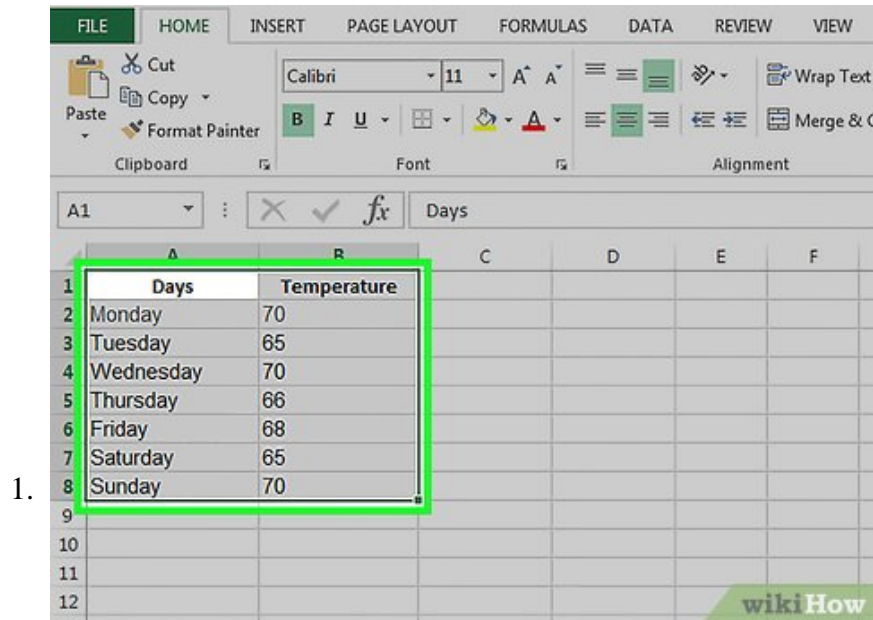 FILE HOME INSERT PAGE LAYOUT FORMULAS DATA REVIEW VIEW
Cut
Copy
Format Painter
Paste
Clipboard
Calibri 11 A A
B I U A
Font
Wrap Text
Merge & C
Alignment
A1 fx Days
A B C D E F
1 Days Temperature
2 Monday 70
3 Tuesday 65
4 Wednesday 70
5 Thursday 66
6 Friday 68
7 Saturday 65
1. 8 Sunday 70
9
10
11
12
wikiHow